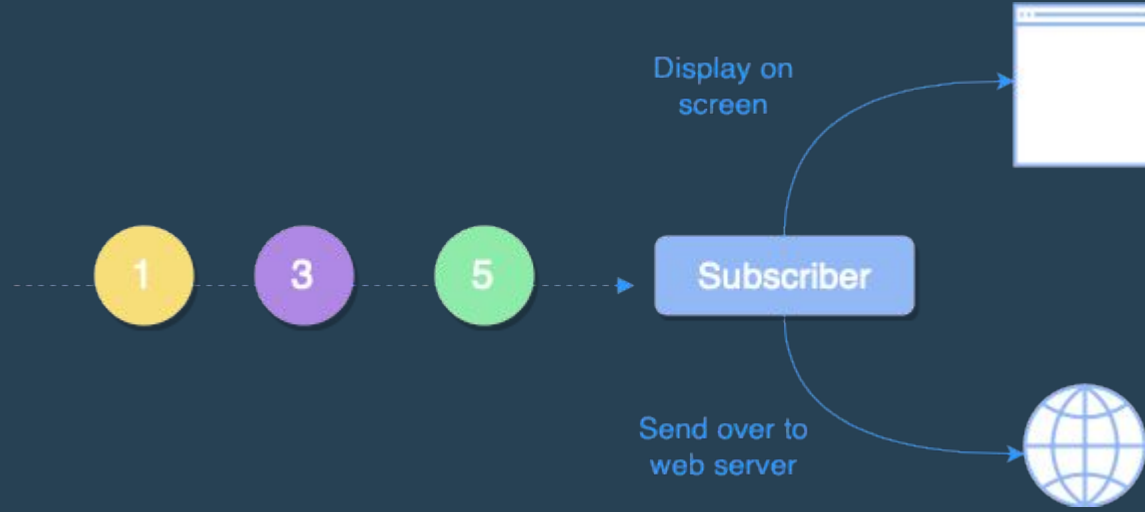 Display on
screen
1
3
5
Subscriber
Send over to
web server